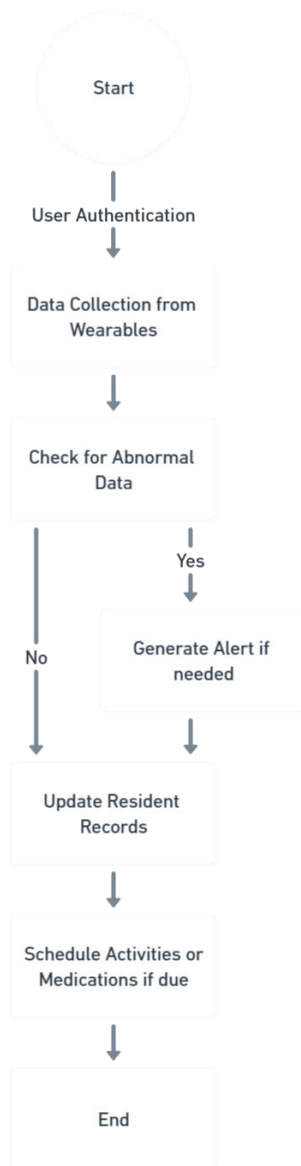 Start
User Authentication
Data Collection from
Wearables
Check for Abnormal
Data
Yes
No
Generate Alert if
needed
Update Resident
Records
Schedule Activities or
Medications if due
End